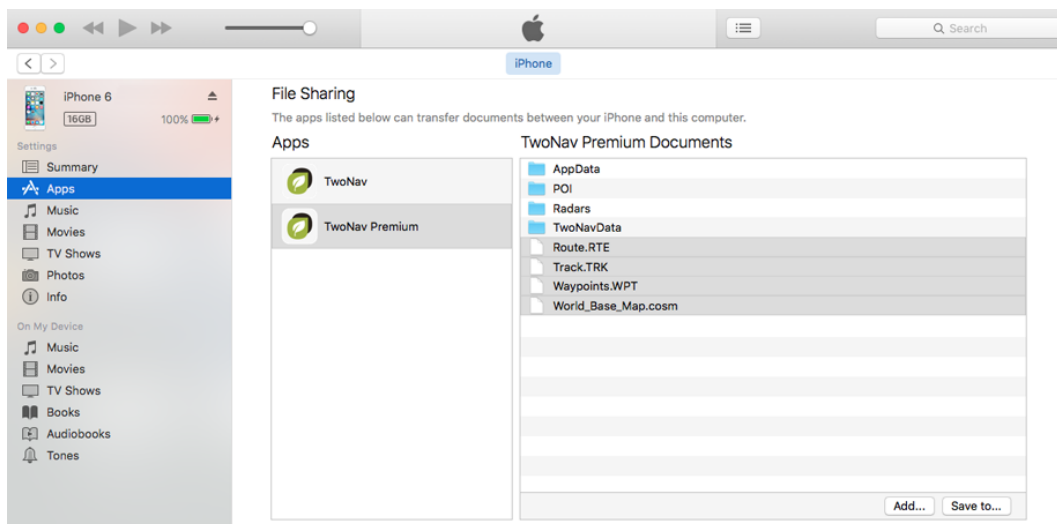 Search
iPhone
iPhone 6
16GB
100%
Settings
Summary
Apps
Music
Movies
TV Shows
Photos
Info
On My Device
Music
Movies
TV Shows
Books
Audiobooks
Tones
File Sharing
The apps listed below can transfer documents between your iPhone and this computer.
Apps
TwoNav
TwoNav Premium
TwoNav Premium Documents
AppData
POI
Radars
TwoNavData
Route.RTE
Track.TRK
Waypoints.WPT
World_Base_Map.cosm
Add...
Save to...